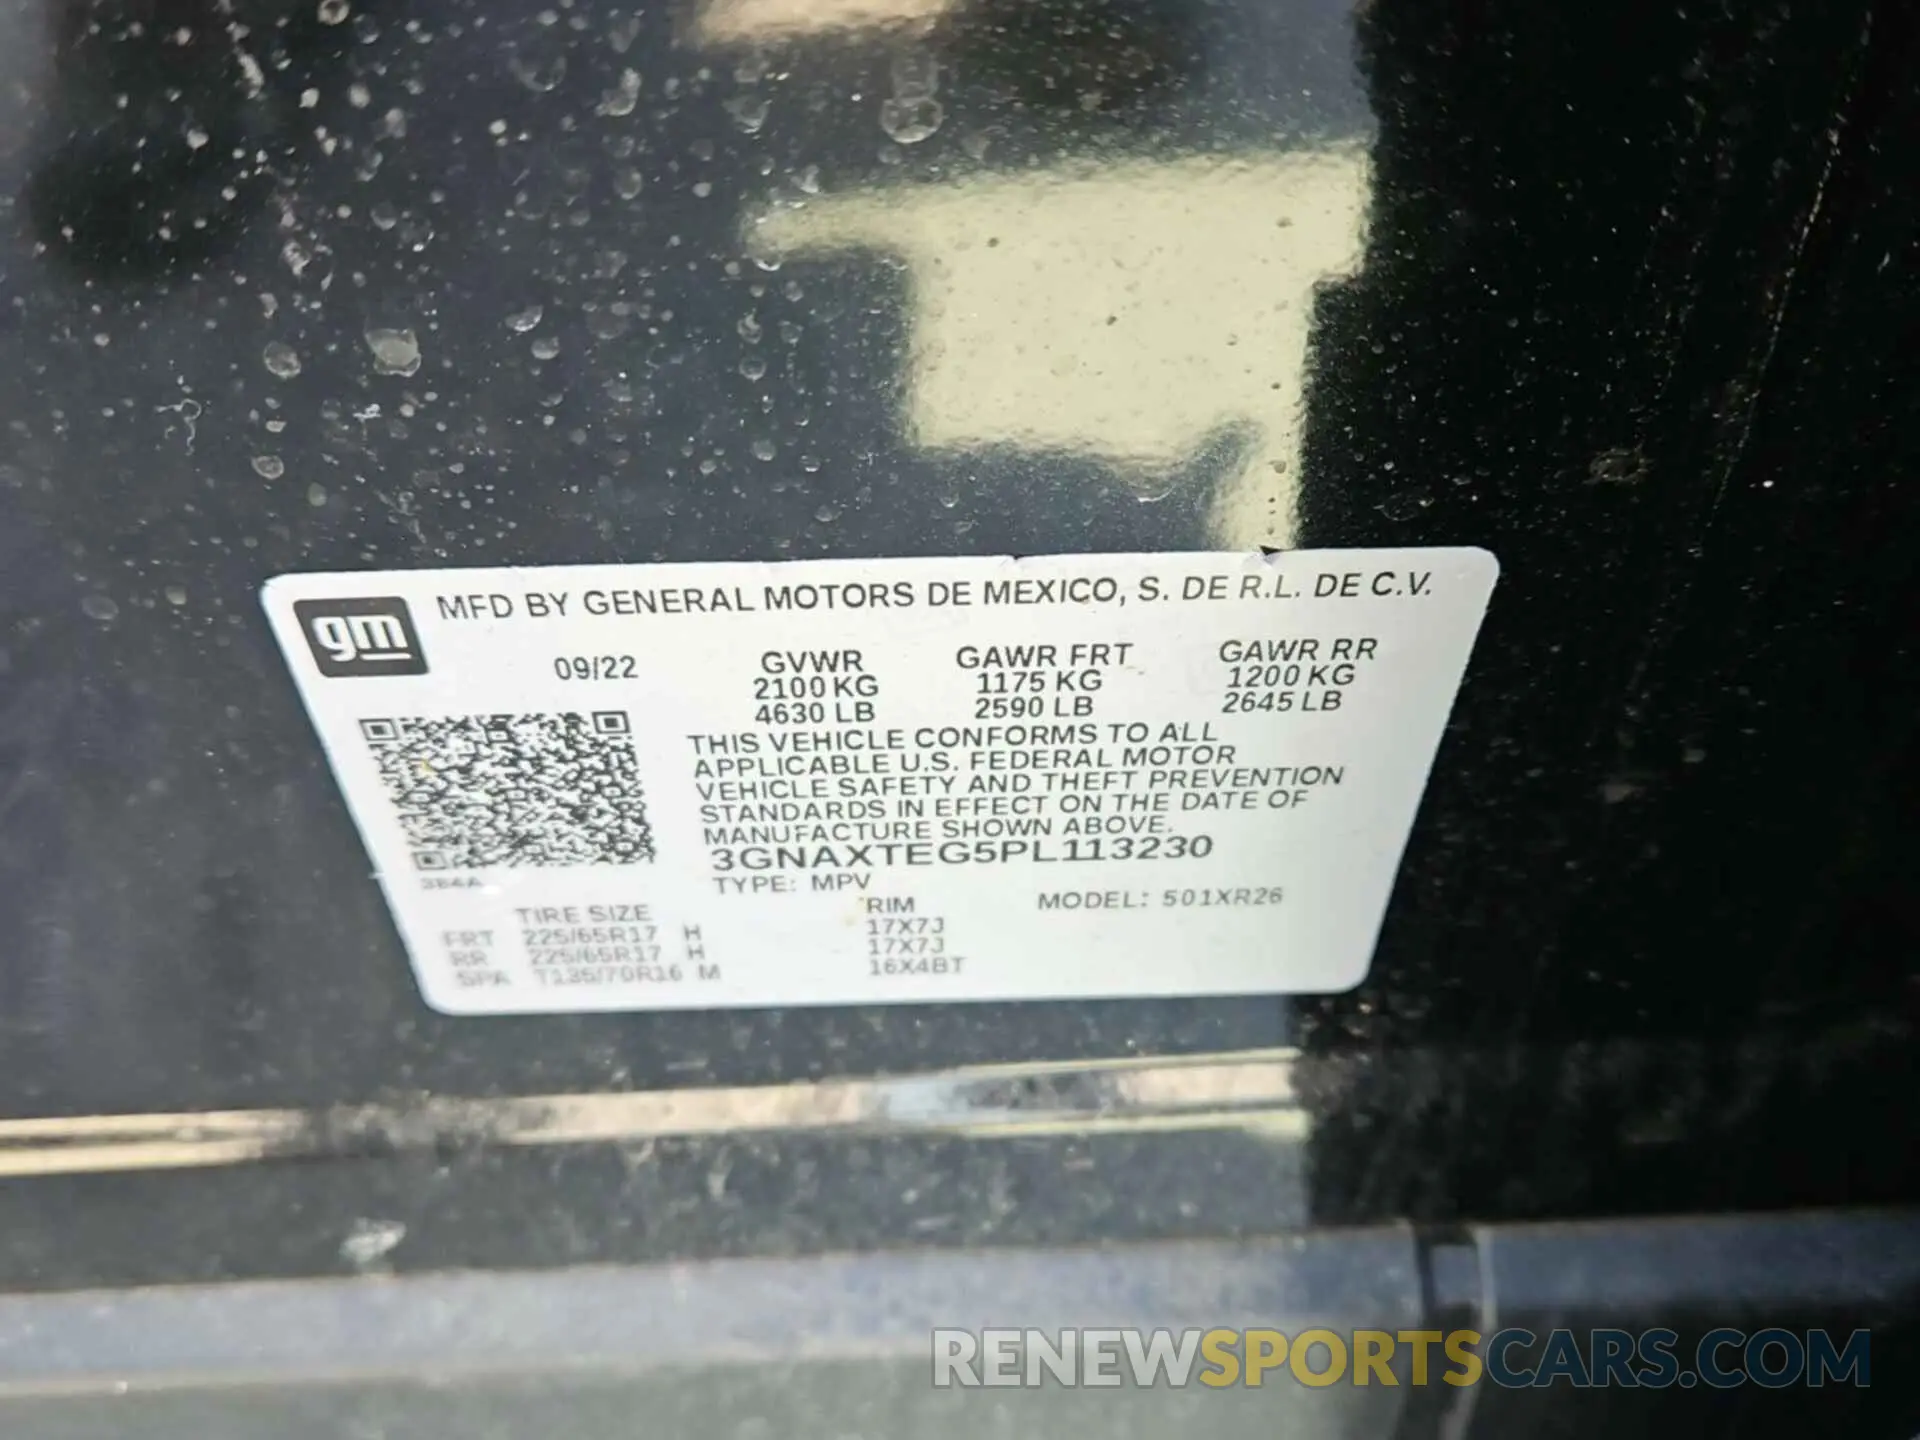 gm
MFD BY GENERAL MOTORS DE MEXICO, S. DE R.L. DE C.V.
09/22 GVWR GAWR FRT GAWR RR
2100 KG 1175 KG 1200 KG
4630 LB 2590 LB 2645 LB
THIS VEHICLE CONFORMS TO ALL
APPLICABLE U.S. FEDERAL MOTOR
VEHICLE SAFETY AND THEFT PREVENTION
STANDARDS IN EFFECT ON THE DATE OF
MANUFACTURE SHOWN ABOVE.
3GNAXTEG5PL113230
TYPE: MPV
MODEL: 501XR26
TIRE SIZE RIM
FRT 225/65R17 H 17X7J
RR 225/65R17 H 17X7J
SPA T135/70R16 M 16X4BT
RENEWSPORTSCARS.COM